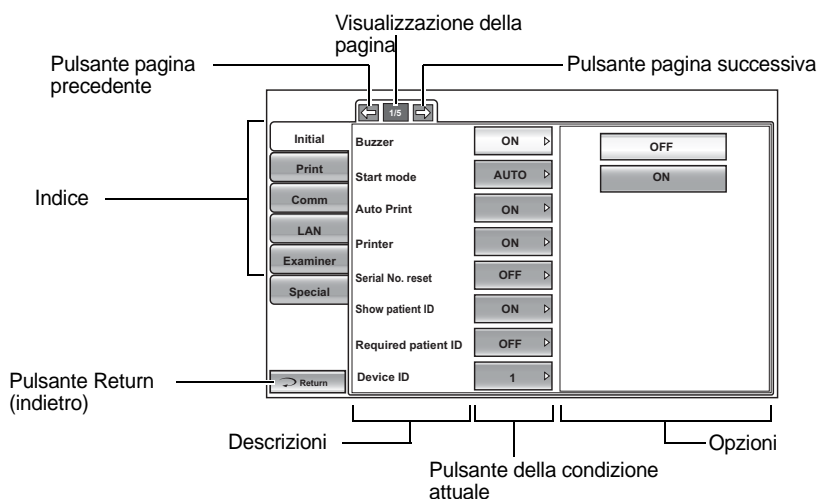 Visualizzazione della
pagina
Pulsante pagina
precedente
Pulsante pagina successiva
1/5
Initial
Print
Comm
LAN
Examiner
Special
Return
Buzzer
ON
Start mode
AUTO
Auto Print
ON
Printer
ON
Serial No. reset
OFF
Show patient ID
ON
Required patient ID
OFF
Device ID
1
OFF
ON
Indice
Pulsante Return
(indietro)
Descrizioni
Pulsante della condizione
attuale
Opzioni